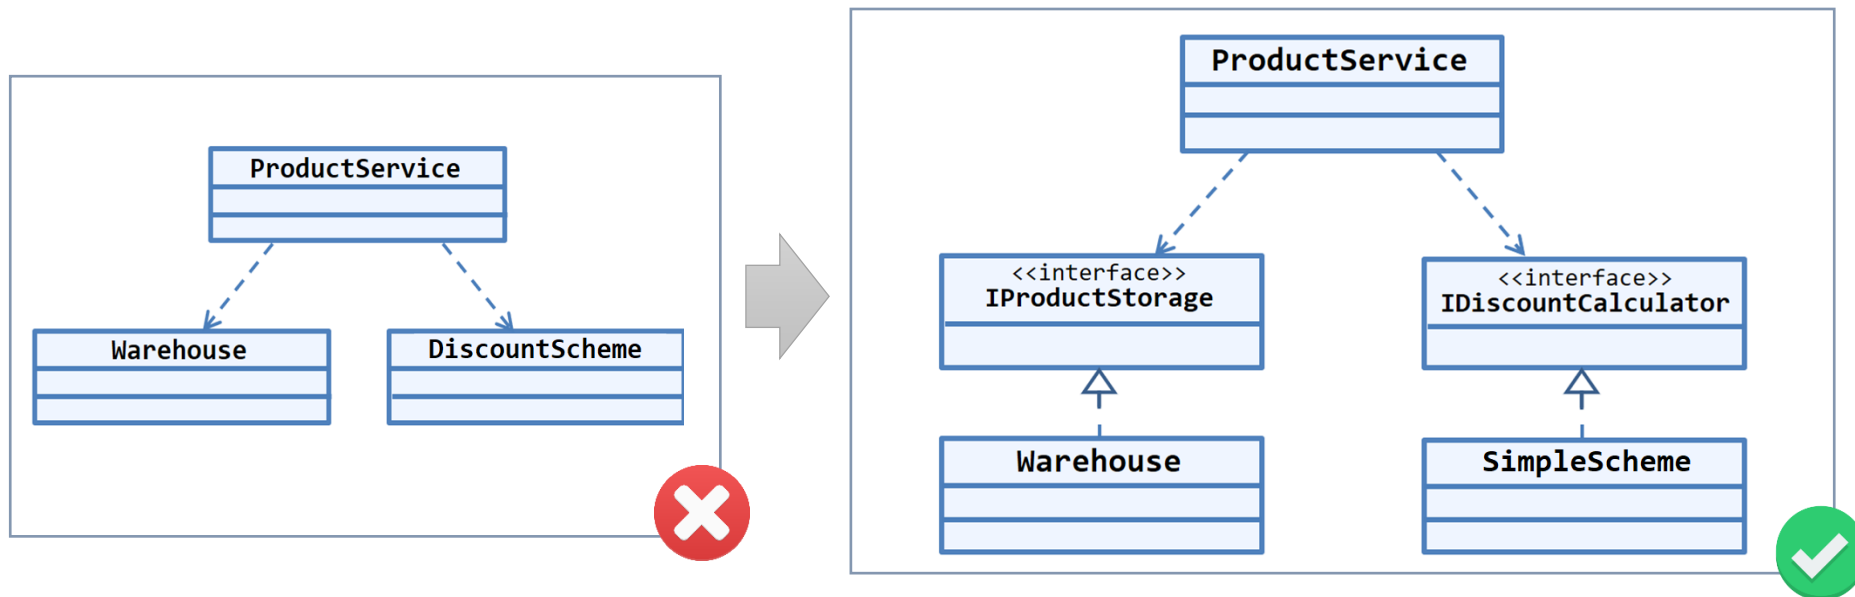 ProductService
Warehouse
DiscountScheme
ProductService
<<interface>>
IProductStorage
<<interface>>
IDiscountCalculator
Warehouse
SimpleScheme